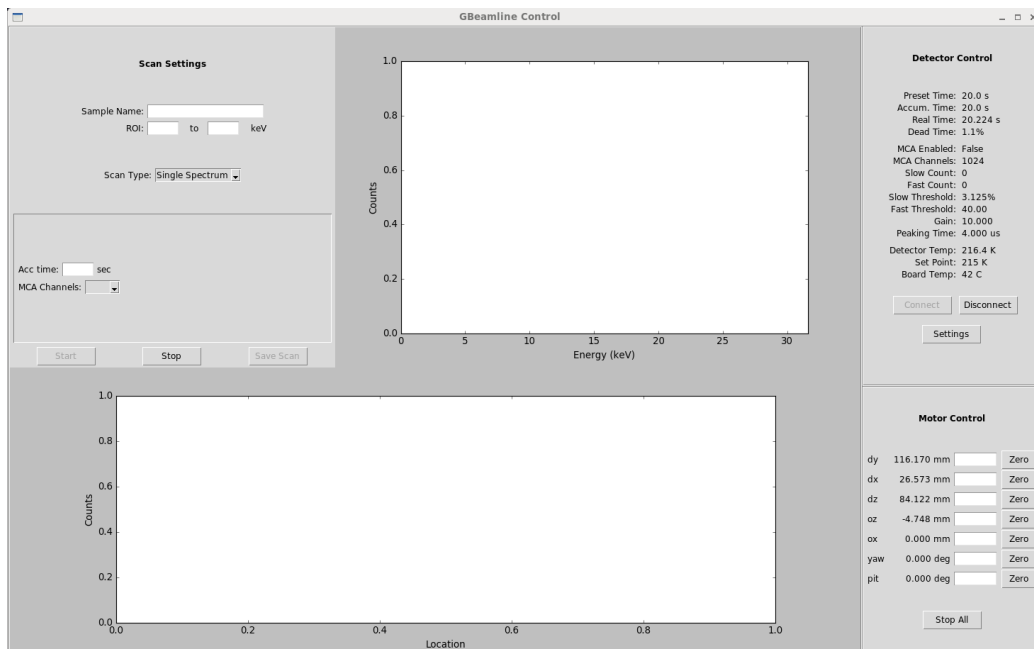 GBeamline Control
Scan Settings
Sample Name:
ROI: to keV
Scan Type: Single Spectrum
Acc time: sec
MCA Channels:
Start Stop Save Scan
1.0
0.8
0.6
0.4
0.2
0.0
Counts
0 5 10 15 20 25 30
Energy (keV)
1.0
0.8
0.6
0.4
0.2
0.0
Counts
0.0 0.2 0.4 0.6 0.8 1.0
Location
Detector Control
Preset Time: 20.0 s
Accum. Time: 20.0 s
Real Time: 20.224 s
Dead Time: 1.1%
MCA Enabled: False
MCA Channels: 1024
Slow Count: 0
Fast Count: 0
Slow Threshold: 3.125%
Fast Threshold: 40.00
Gain: 10.000
Peaking Time: 4.000 us
Detector Temp: 216.4 K
Set Point: 215 K
Board Temp: 42 C
Connect Disconnect
Settings
Motor Control
dy 116.170 mm Zero
dx 26.573 mm Zero
dz 84.122 mm Zero
oz -4.748 mm Zero
ox 0.000 mm Zero
yaw 0.000 deg Zero
pit 0.000 deg Zero
Stop All